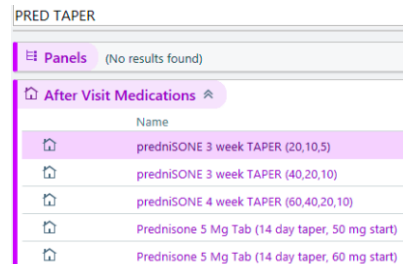 PRED TAPER
Panels (No results found)
After Visit Medications
Name
predniSONE 3 week TAPER (20,10,5)
predniSONE 3 week TAPER (40,20,10)
predniSONE 4 week TAPER (60,40,20,10)
Prednisone 5 Mg Tab (14 day taper, 50 mg start)
Prednisone 5 Mg Tab (14 day taper, 60 mg start)